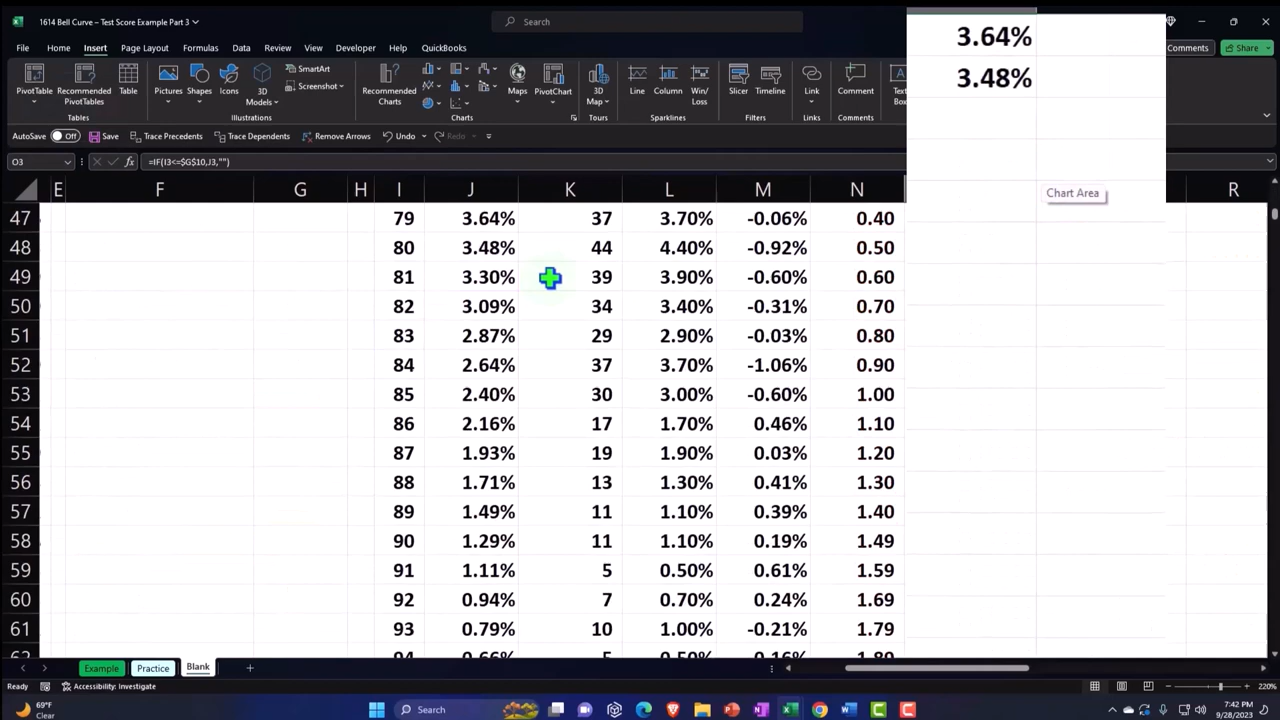 1614 Bell Curve - Test Score Example Part 3
Search
File Home Insert Page Layout Formulas Data Review View Developer Help QuickBooks Comments Share
PivotTable Recommended PivotTables Tables
Pictures Shapes Icons SmartArt Screenshot Models Illustrations
Recommended Charts Maps PivotChart Charts
3D Map Tours
Line Column Win/Loss Sparklines
Slicer Timeline Filters
Link Links
Comment Comments
Text Box
AutoSave Off Save Trace Precedents Trace Dependents Remove Arrows Undo Redo
O3 fx =IF(I3<=$G$10,J3,"")
3.64%
3.48%
Chart Area
E F G H I J K L M N R
47 79 3.64% 37 3.70% -0.06% 0.40
48 80 3.48% 44 4.40% -0.92% 0.50
49 81 3.30% 39 3.90% -0.60% 0.60
50 82 3.09% 34 3.40% -0.31% 0.70
51 83 2.87% 29 2.90% -0.03% 0.80
52 84 2.64% 37 3.70% -1.06% 0.90
53 85 2.40% 30 3.00% -0.60% 1.00
54 86 2.16% 17 1.70% 0.46% 1.10
55 87 1.93% 19 1.90% 0.03% 1.20
56 88 1.71% 13 1.30% 0.41% 1.30
57 89 1.49% 11 1.10% 0.39% 1.40
58 90 1.29% 11 1.10% 0.19% 1.49
59 91 1.11% 5 0.50% 0.61% 1.59
60 92 0.94% 7 0.70% 0.24% 1.69
61 93 0.79% 10 1.00% -0.21% 1.79
Example Practice Blank
Ready Accessibility: Investigate 220%
69°F
Clear
Search
7:42 PM
9/28/2023